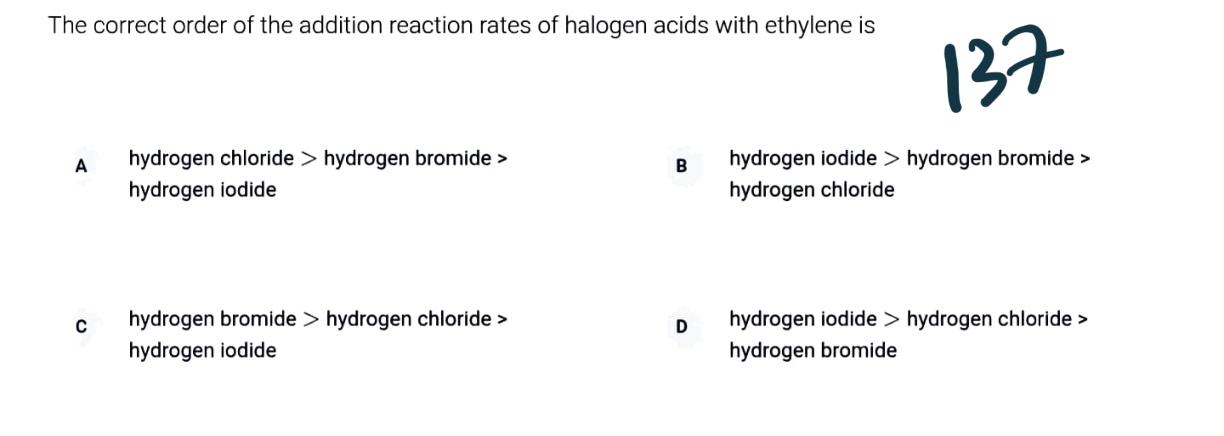 The correct order of the addition reaction rates of halogen acids with ethylene is
137
A
hydrogen chloride > hydrogen bromide >
hydrogen iodide
B
hydrogen iodide > hydrogen bromide >
hydrogen chloride
C
hydrogen bromide > hydrogen chloride >
hydrogen iodide
D
hydrogen iodide > hydrogen chloride >
hydrogen bromide